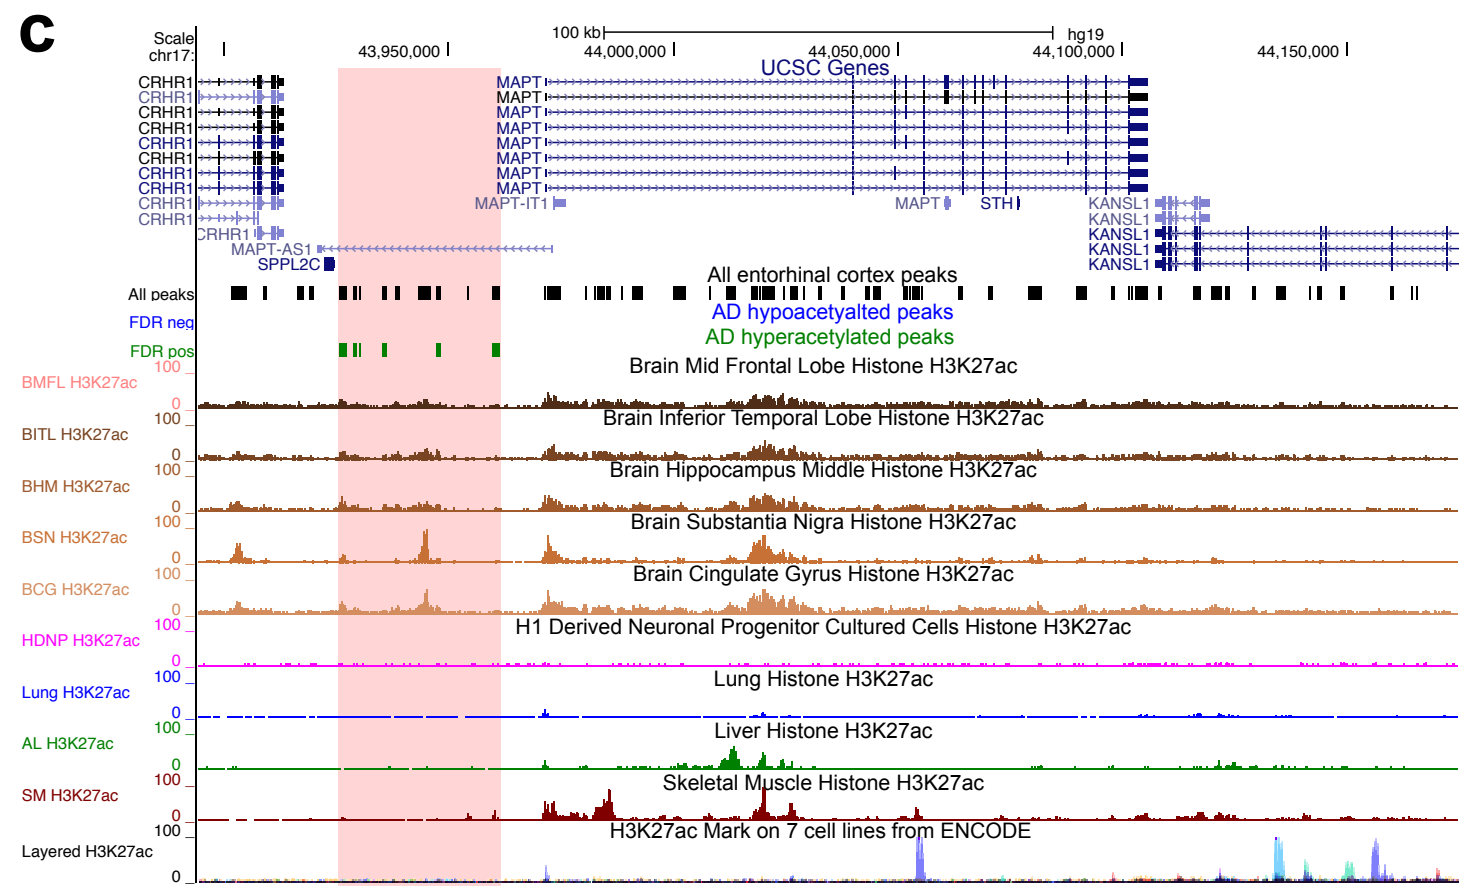 C
Scale 100 kb hg19
chr17: 43,950,000 44,000,000 44,050,000 44,100,000 44,150,000
UCSC Genes
CRHR1 MAPT
CRHR1 MAPT
CRHR1 MAPT
CRHR1 MAPT
CRHR1 MAPT
CRHR1 MAPT
CRHR1 MAPT
CRHR1 MAPT
CRHR1 MAPT-IT1 MAPT STH KANSL1
CRHR1 KANSL1
CRHR1 KANSL1
MAPT-AS1 KANSL1
SPPL2C KANSL1
All entorhinal cortex peaks
All peaks
AD hypoacetyalted peaks
FDR neg
AD hyperacetylated peaks
FDR pos
Brain Mid Frontal Lobe Histone H3K27ac
100
BMFL H3K27ac
0
Brain Inferior Temporal Lobe Histone H3K27ac
100
BITL H3K27ac
0
Brain Hippocampus Middle Histone H3K27ac
100
BHM H3K27ac
0
Brain Substantia Nigra Histone H3K27ac
100
BSN H3K27ac
0
Brain Cingulate Gyrus Histone H3K27ac
100
BCG H3K27ac
0
H1 Derived Neuronal Progenitor Cultured Cells Histone H3K27ac
100
HDNP H3K27ac
0
Lung Histone H3K27ac
100
Lung H3K27ac
0
Liver Histone H3K27ac
100
AL H3K27ac
0
Skeletal Muscle Histone H3K27ac
100
SM H3K27ac
0
H3K27ac Mark on 7 cell lines from ENCODE
100
Layered H3K27ac
0